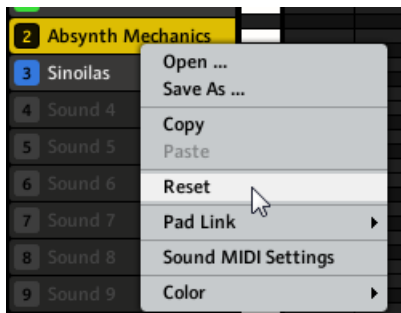 2 Absynth Mechanics
3 Sinoilas
4 Sound 4
5 Sound 5
6 Sound 6
7 Sound 7
8 Sound 8
9 Sound 9
Open ...
Save As ...
Copy
Paste
Reset
Pad Link
Sound MIDI Settings
Color